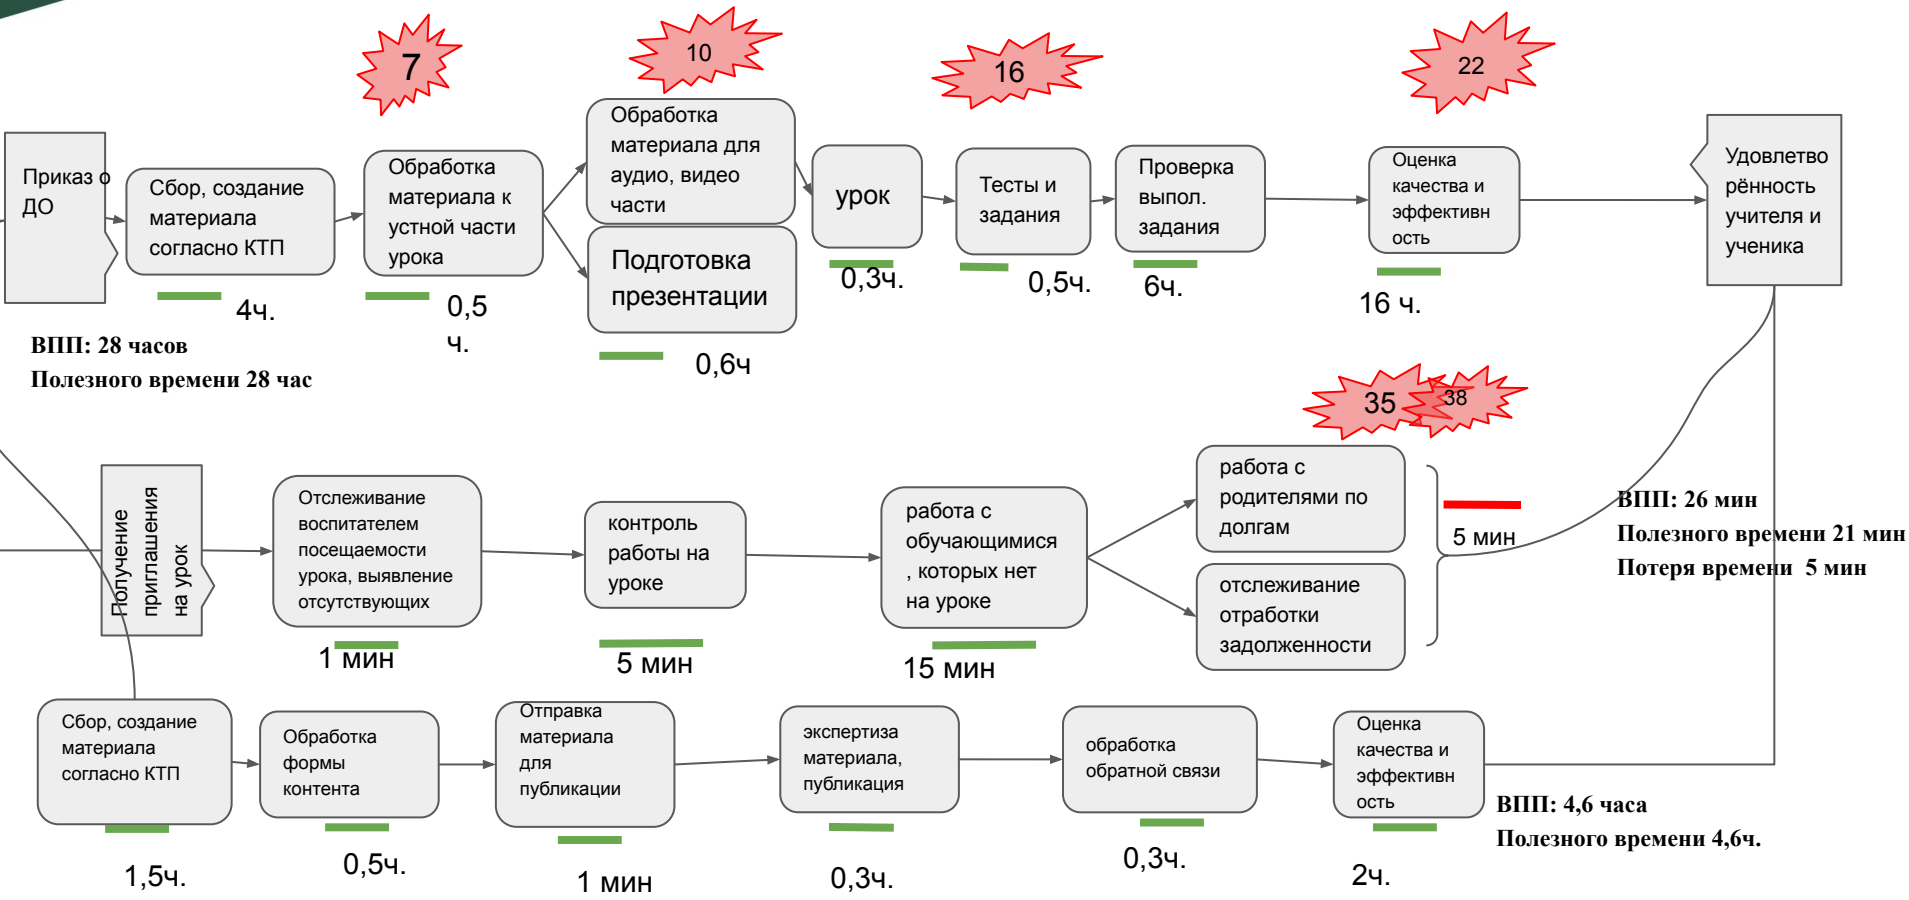 7
10
16
22
Приказ о
ДО
Сбор, создание
материала
согласно КТП
Обработка
материала к
устной части
урока
Обработка
материала для
аудио, видео
части
Подготовка
презентации
урок
Тесты и
задания
Проверка
выпол.
задания
Оценка
качества и
эффективн
ость
Удовлетво
рённость
учителя и
ученика
4ч.
0,5
ч.
0,6ч
0,3ч.
0,5ч.
6ч.
16 ч.
ВПП: 28 часов
Полезного времени 28 час
35
38
Получение
приглашения
на урок
Отслеживание
воспитателем
посещаемости
урока, выявление
отсутствующих
контроль
работы на
уроке
работа с
обучающимися
, которых нет
на уроке
работа с
родителями по
долгам
отслеживание
отработки
задолженности
1 мин
5 мин
15 мин
5 мин
ВПП: 26 мин
Полезного времени 21 мин
Потеря времени 5 мин
Сбор, создание
материала
согласно КТП
Обработка
формы
контента
Отправка
материала
для
публикации
экспертиза
материала,
публикация
обработка
обратной связи
Оценка
качества и
эффективн
ость
1,5ч.
0,5ч.
1 мин
0,3ч.
0,3ч.
2ч.
ВПП: 4,6 часа
Полезного времени 4,6ч.